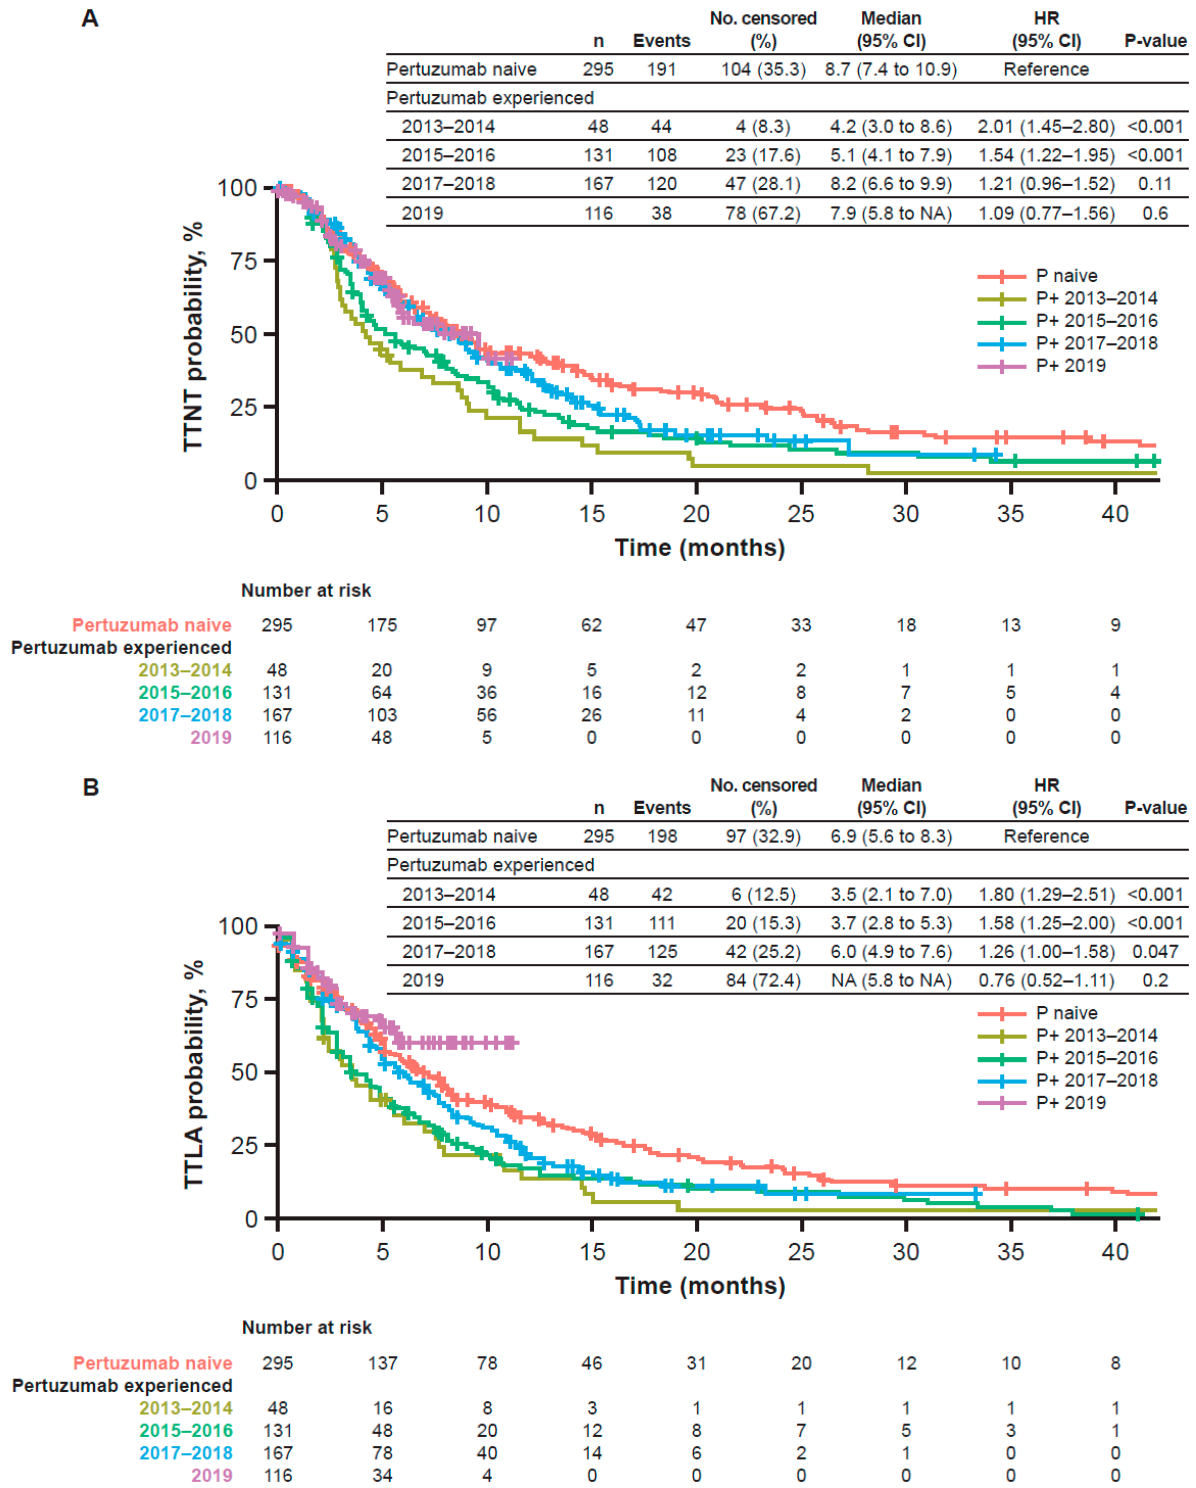 A
No. censored Median HR
n Events (%) (95% CI) (95% CI) P-value
Pertuzumab naive 295 191 104 (35.3) 8.7 (7.4 to 10.9) Reference
Pertuzumab experienced
2013–2014 48 44 4 (8.3) 4.2 (3.0 to 8.6) 2.01 (1.45–2.80) <0.001
2015–2016 131 108 23 (17.6) 5.1 (4.1 to 7.9) 1.54 (1.22–1.95) <0.001
2017–2018 167 120 47 (28.1) 8.2 (6.6 to 9.9) 1.21 (0.96–1.52) 0.11
2019 116 38 78 (67.2) 7.9 (5.8 to NA) 1.09 (0.77–1.56) 0.6
TTNT probability, %
100
75
50
25
0
P naive
P+ 2013–2014
P+ 2015–2016
P+ 2017–2018
P+ 2019
0 5 10 15 20 25 30 35 40
Time (months)
Number at risk
Pertuzumab naive 295 175 97 62 47 33 18 13 9
Pertuzumab experienced
2013–2014 48 20 9 5 2 2 1 1 1
2015–2016 131 64 36 16 12 8 7 5 4
2017–2018 167 103 56 26 11 4 2 0 0
2019 116 48 5 0 0 0 0 0 0
B
No. censored Median HR
n Events (%) (95% CI) (95% CI) P-value
Pertuzumab naive 295 198 97 (32.9) 6.9 (5.6 to 8.3) Reference
Pertuzumab experienced
2013–2014 48 42 6 (12.5) 3.5 (2.1 to 7.0) 1.80 (1.29–2.51) <0.001
2015–2016 131 111 20 (15.3) 3.7 (2.8 to 5.3) 1.58 (1.25–2.00) <0.001
2017–2018 167 125 42 (25.2) 6.0 (4.9 to 7.6) 1.26 (1.00–1.58) 0.047
2019 116 32 84 (72.4) NA (5.8 to NA) 0.76 (0.52–1.11) 0.2
TTLA probability, %
100
75
50
25
0
P naive
P+ 2013–2014
P+ 2015–2016
P+ 2017–2018
P+ 2019
0 5 10 15 20 25 30 35 40
Time (months)
Number at risk
Pertuzumab naive 295 137 78 46 31 20 12 10 8
Pertuzumab experienced
2013–2014 48 16 8 3 1 1 1 1 1
2015–2016 131 48 20 12 8 7 5 3 1
2017–2018 167 78 40 14 6 2 1 0 0
2019 116 34 4 0 0 0 0 0 0